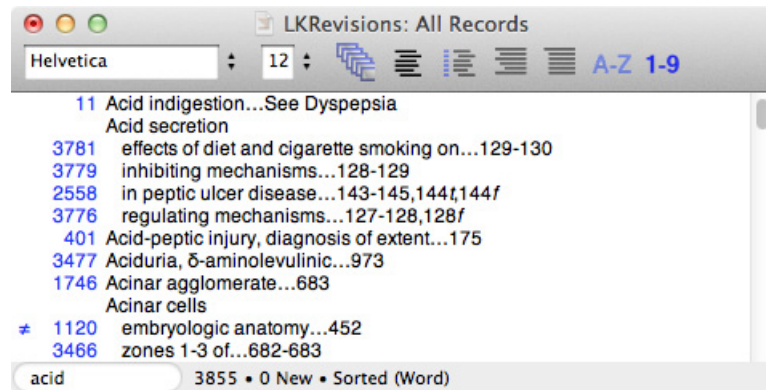 LKRevisions: All Records
Helvetica 12 A-Z 1-9
11 Acid indigestion...See Dyspepsia
Acid secretion
3781 effects of diet and cigarette smoking on...129-130
3779 inhibiting mechanisms...128-129
2558 in peptic ulcer disease...143-145,144t,144f
3776 regulating mechanisms...127-128,128f
401 Acid-peptic injury, diagnosis of extent...175
3477 Aciduria, δ-aminolevulinic...973
1746 Acinar agglomerate...683
Acinar cells
≠ 1120 embryologic anatomy...452
3466 zones 1-3 of...682-683
acid 3855 • 0 New • Sorted (Word)